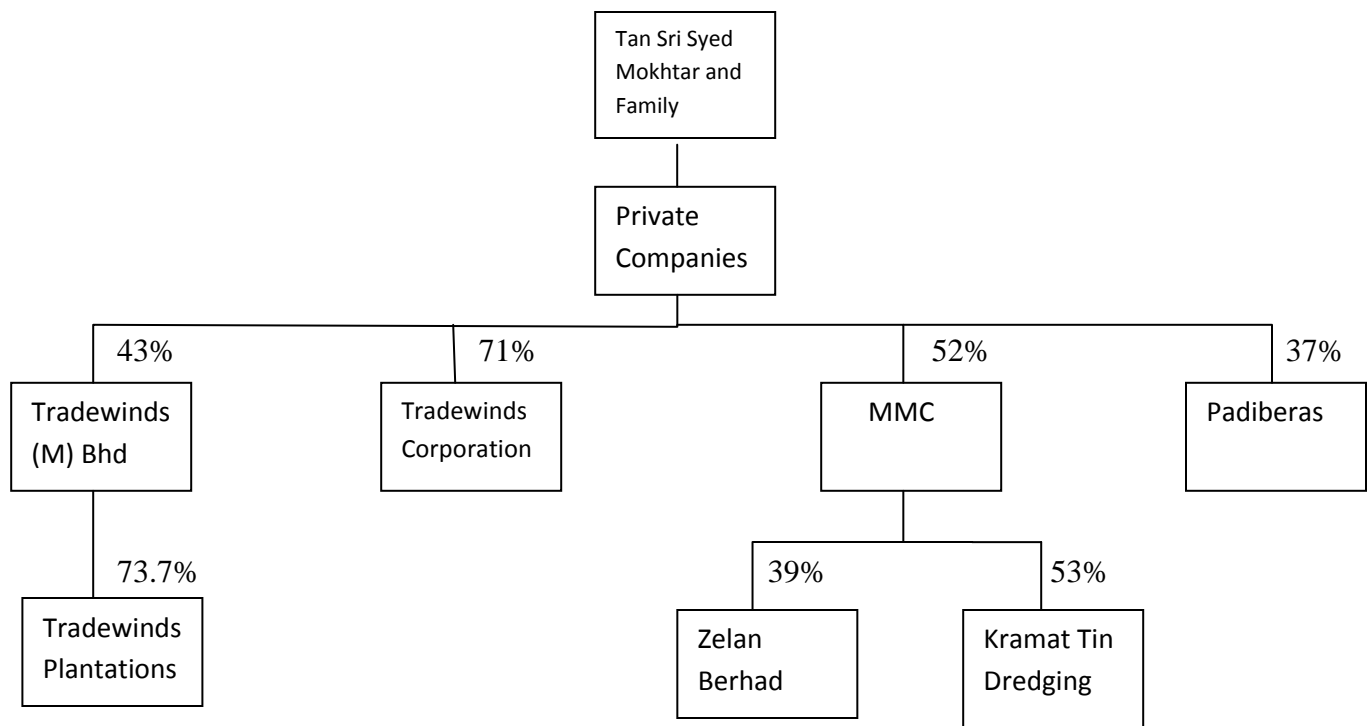 Tan Sri Syed
Mokhtar and
Family
Private
Companies
43%
71%
52%
37%
Tradewinds
(M) Bhd
Tradewinds
Corporation
MMC
Padiberas
73.7%
39%
53%
Tradewinds
Plantations
Zelan
Berhad
Kramat Tin
Dredging